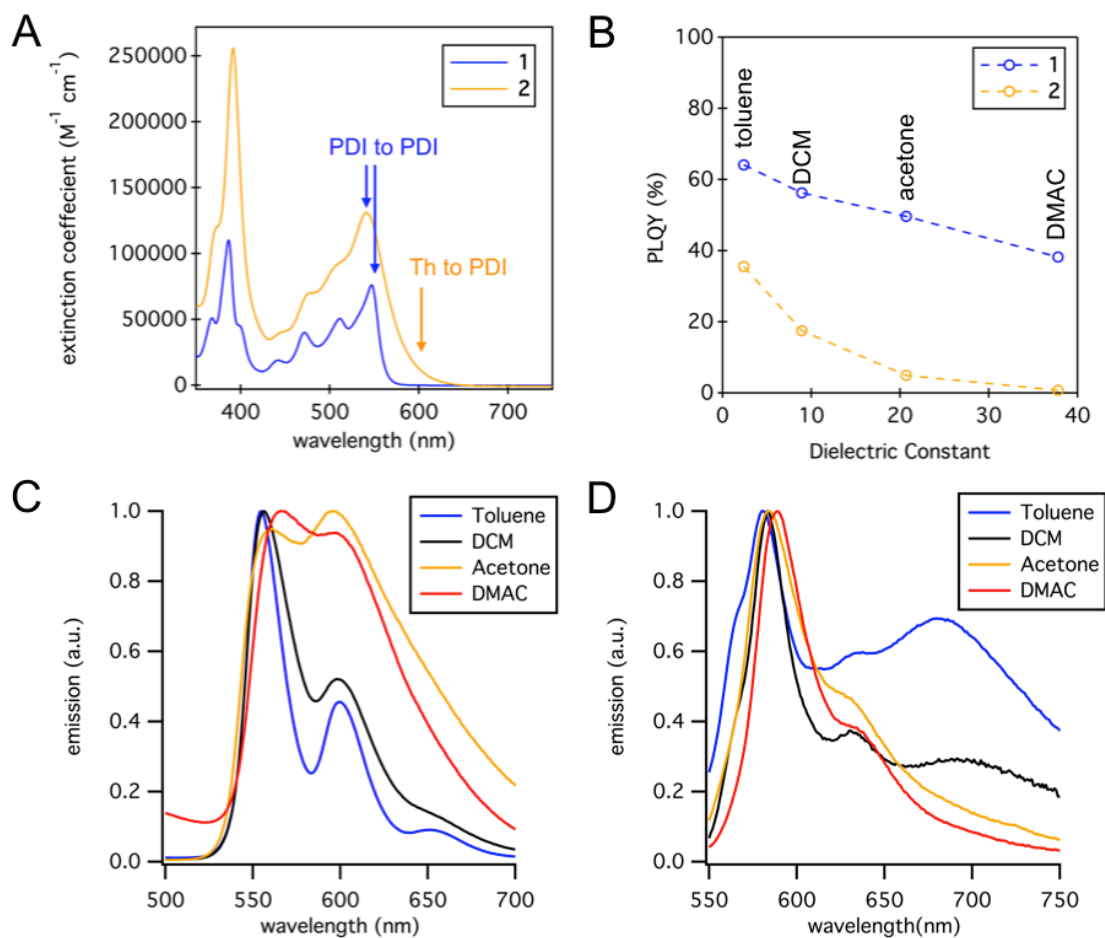 A
extinction coeffecient (M⁻¹ cm⁻¹)
250000
200000
150000
100000
50000
0
1
2
PDI to PDI
Th to PDI
400
500
600
700
wavelength (nm)
B
PLQY (%)
100
80
60
40
20
0
1
2
toluene
DCM
acetone
DMAC
0
10
20
30
40
Dielectric Constant
C
emission (a.u.)
1.0
0.8
0.6
0.4
0.2
0.0
Toluene
DCM
Acetone
DMAC
500
550
600
650
700
wavelength (nm)
D
emission (a.u.)
1.0
0.8
0.6
0.4
0.2
0.0
Toluene
DCM
Acetone
DMAC
550
600
650
700
750
wavelength(nm)